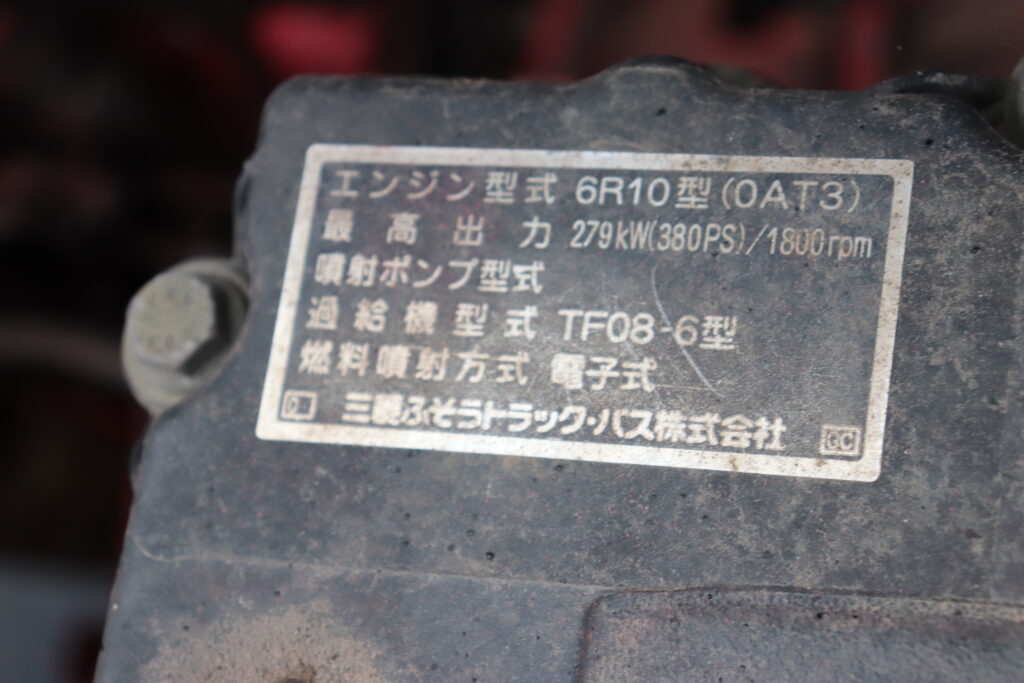 エンジン型式 6R10型(0AT3)
最高出力 279kW(380PS)/1800rpm
噴射ポンプ型式
過給機型式 TF08-6型
燃料噴射方式 電子式
三菱ふそうトラック・バス株式会社